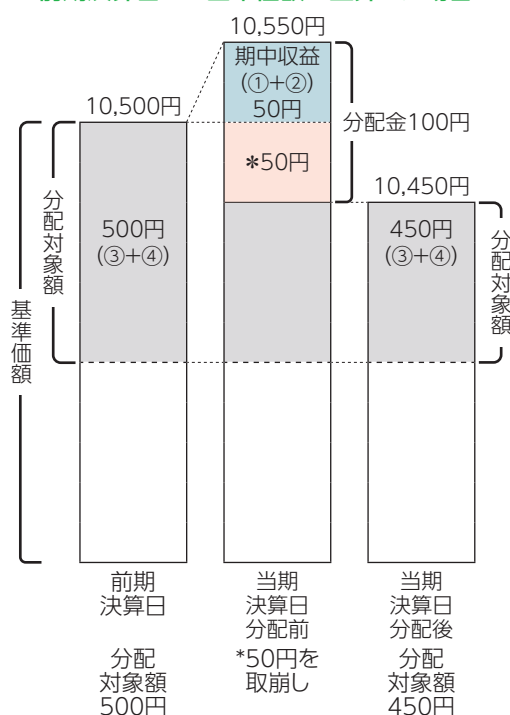 10,550円
期中収益
(①+②)
50円
10,500円
分配金100円
*50円
10,450円
500円
(③+④)
450円
(③+④)
分配対象額
基準価額
分配対象額
前期
決算日
当期
決算日
分配前
当期
決算日
分配後
分配
対象額
500円
*50円を
取崩し
分配
対象額
450円